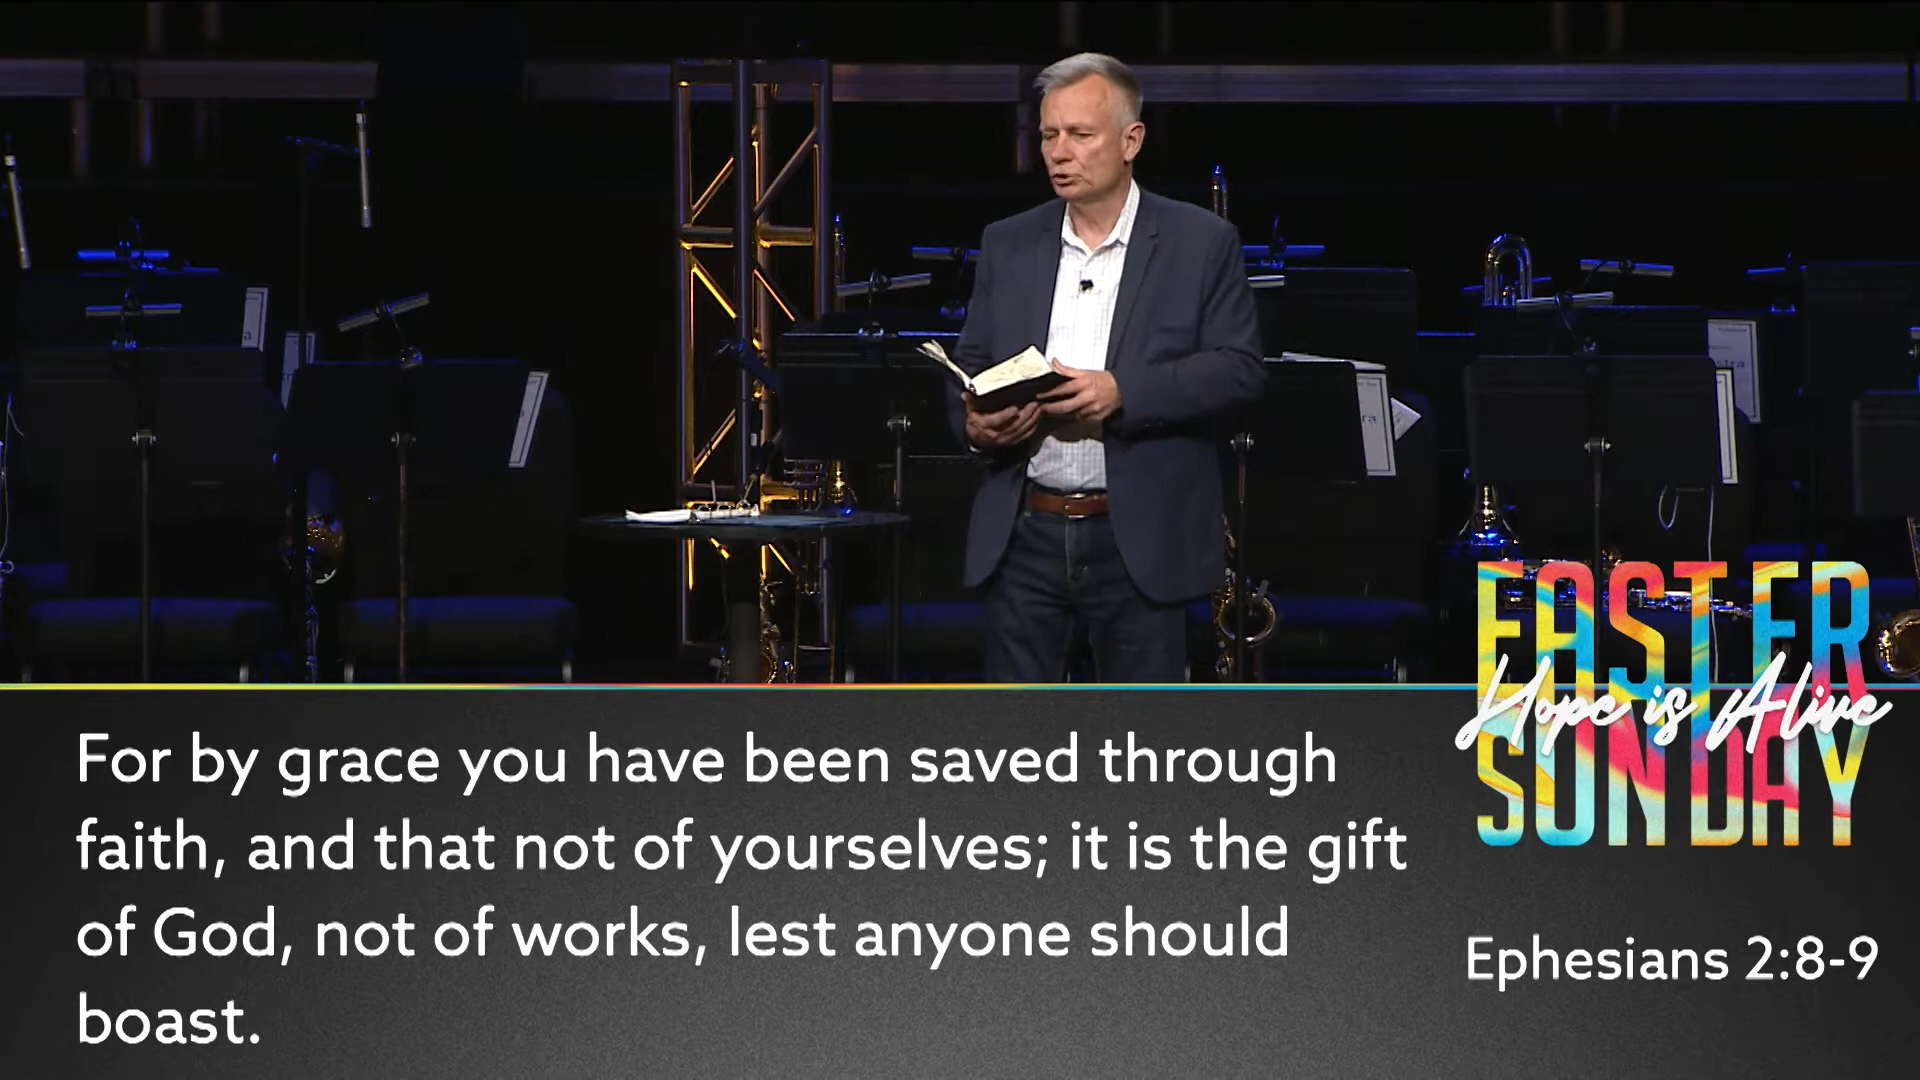 EASTER
Hope is Alive
SUNDAY
For by grace you have been saved through
faith, and that not of yourselves; it is the gift
of God, not of works, lest anyone should
boast.
Ephesians 2:8-9